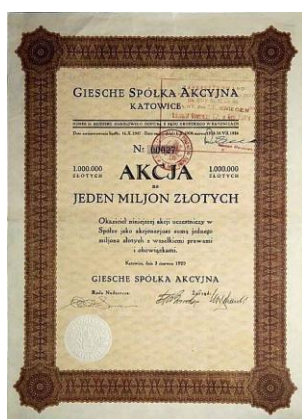 GIESCHE SPÓŁKA AKCYJNA
KATOWICE
Nr 00027
1.000.000
ZŁOTYCH
AKCJA
na
1.000.000
ZŁOTYCH
JEDEN MILJON ZŁOTYCH
Okaziciel niniejszej akcji uczestniczy w
Spółce jako akcjonarjusz sumą jednego
miljona złotych z wszelkiemi prawami
i obowiązkami.
Katowice, dnia 3 czerwca
GIESCHE SPÓŁKA AKCYJNA
Rada Nadzorcza:
Zarząd: